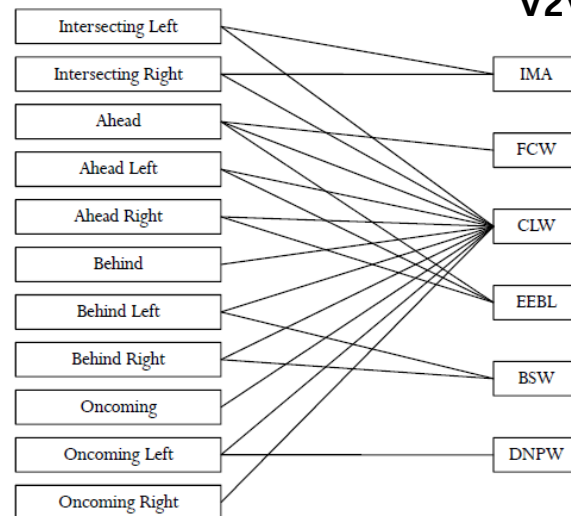 V2V
Intersecting Left
Intersecting Right
Ahead
Ahead Left
Ahead Right
Behind
Behind Left
Behind Right
Oncoming
Oncoming Left
Oncoming Right
IMA
FCW
CLW
EEBL
BSW
DNPW